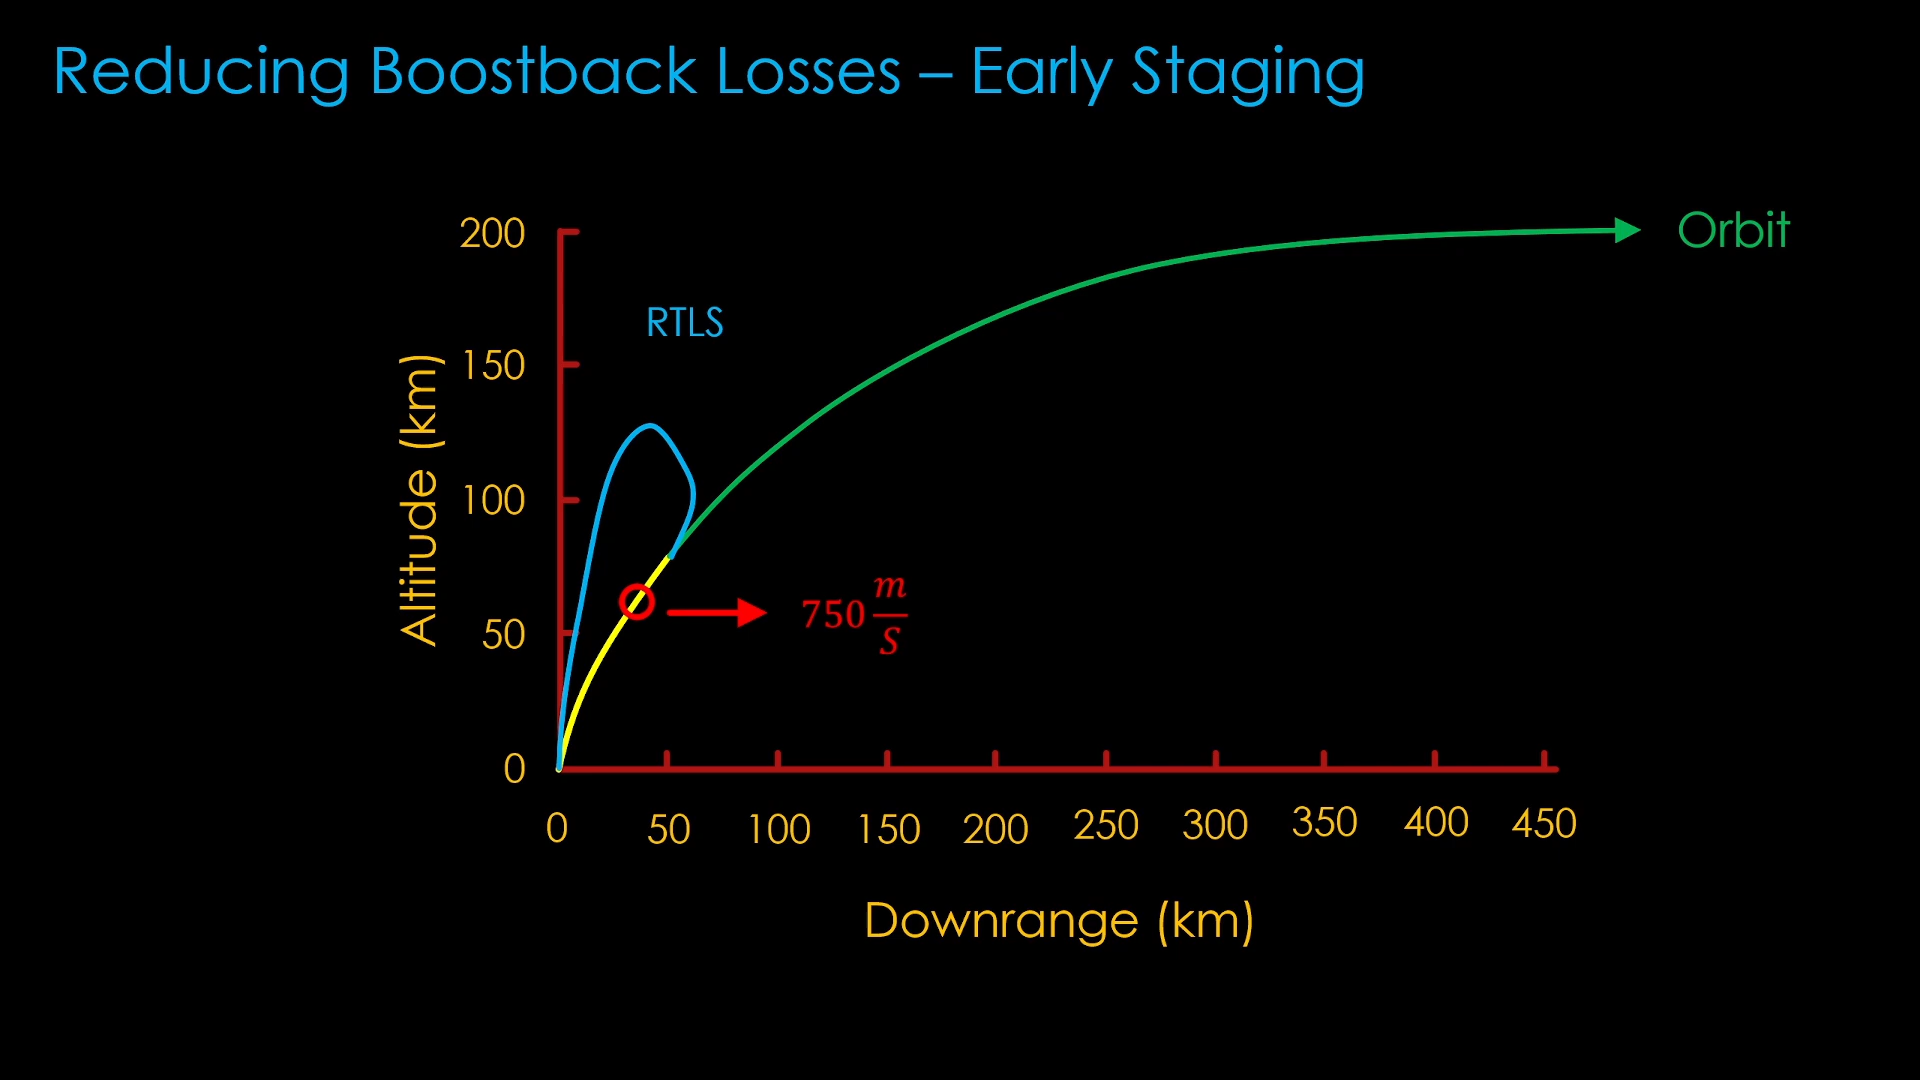 Reducing Boostback Losses – Early Staging
200
Orbit
RTLS
150
Altitude (km)
100
750 m/S
50
0
0 50 100 150 200 250 300 350 400 450
Downrange (km)